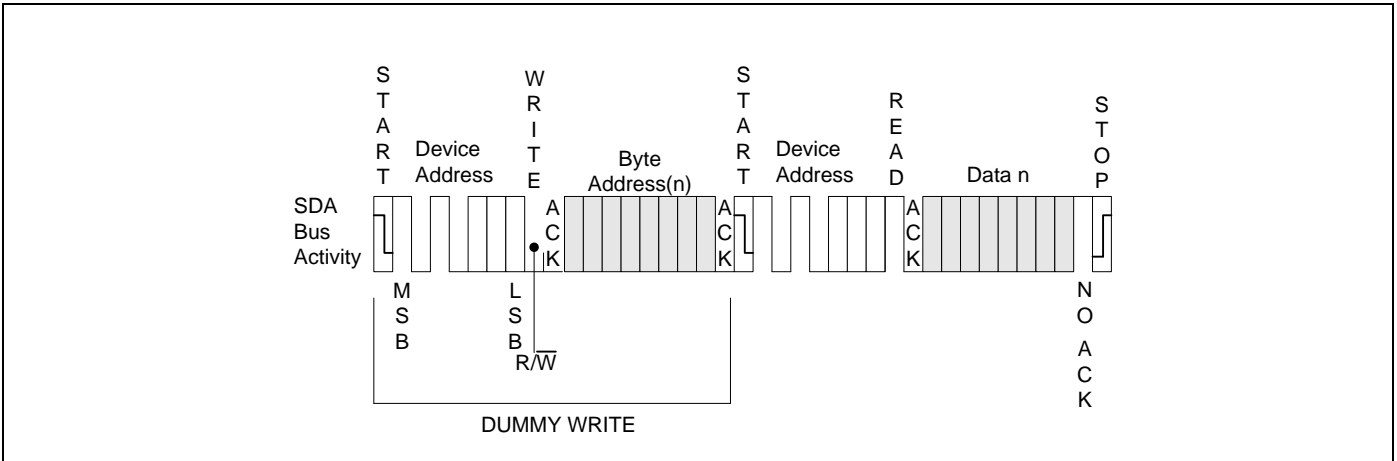 START
WRITE
START
READ
STOP
Device
Address
Byte
Address(n)
Device
Address
Data n
SDA
Bus
Activity
ACK
ACK
ACK
MSB
LSB
R/W̅
NO ACK
DUMMY WRITE